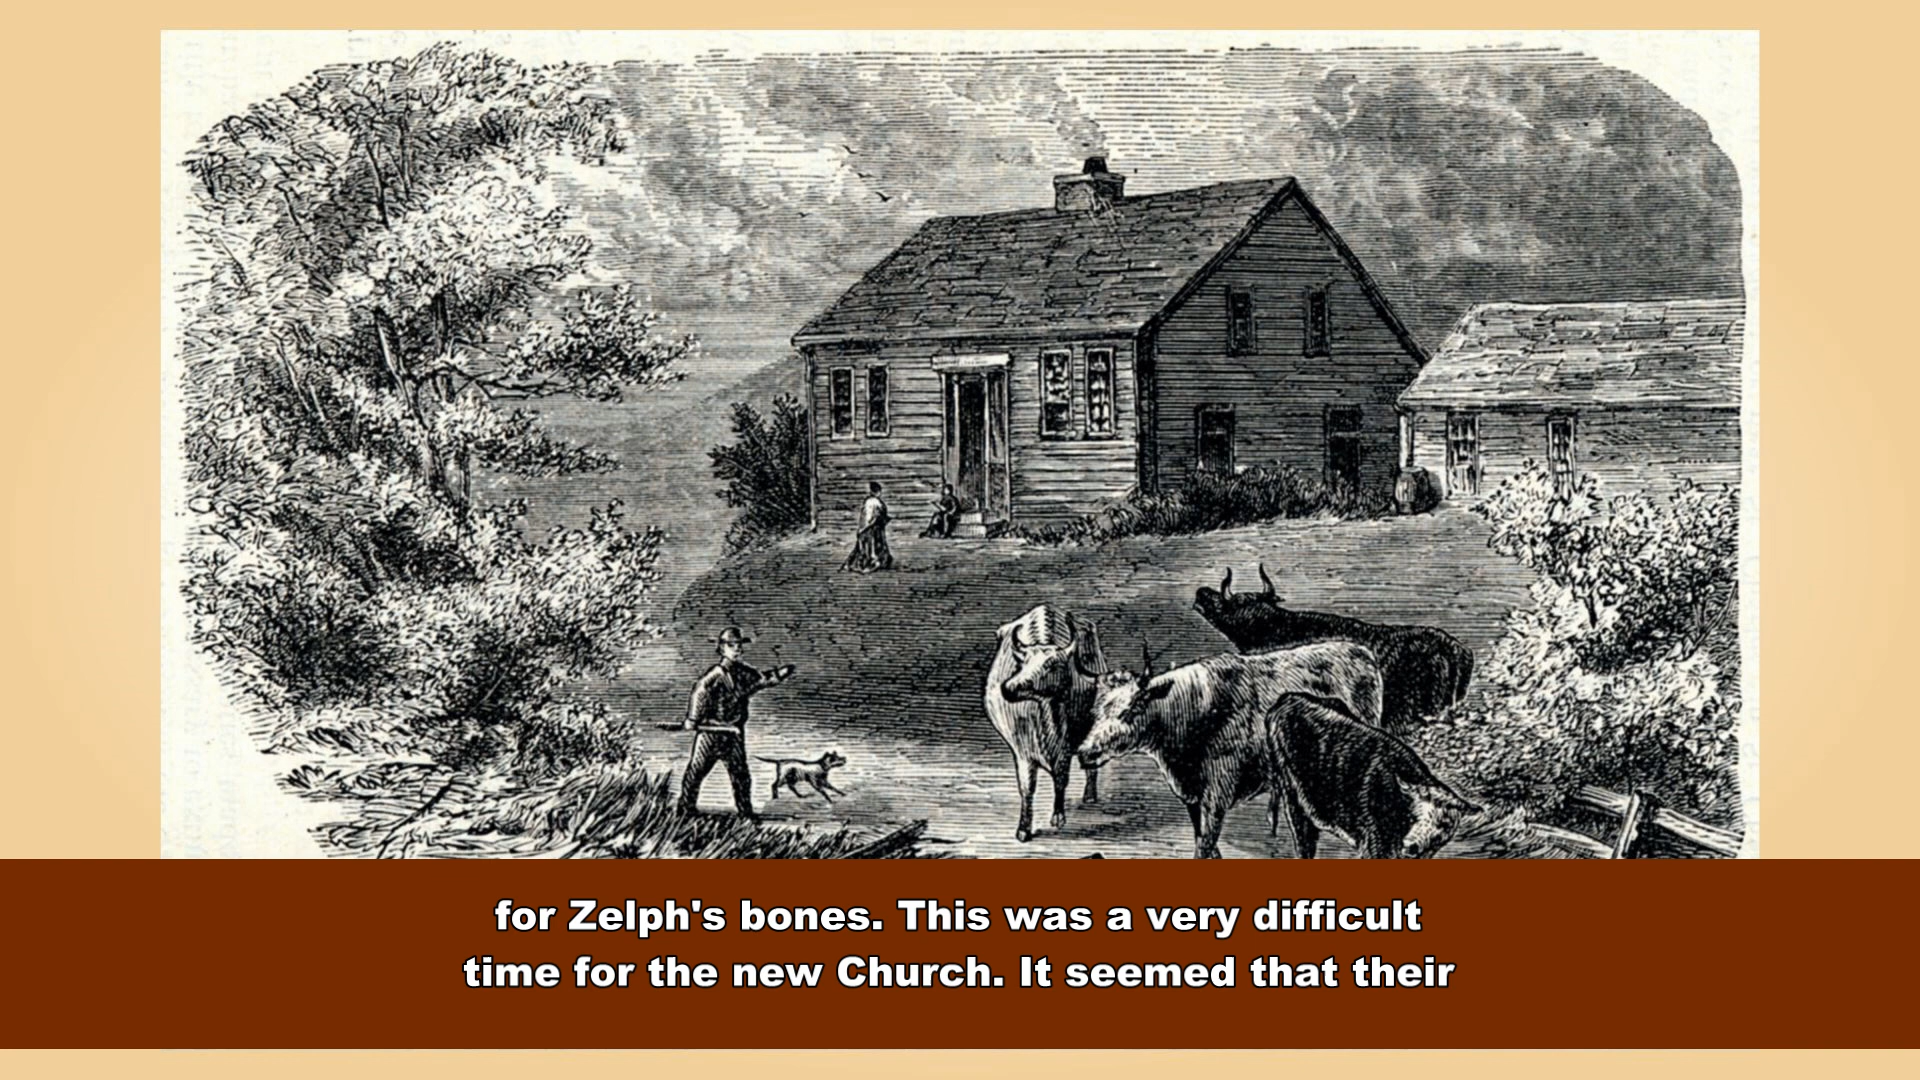 for Zelph's bones. This was a very difficult
time for the new Church. It seemed that their